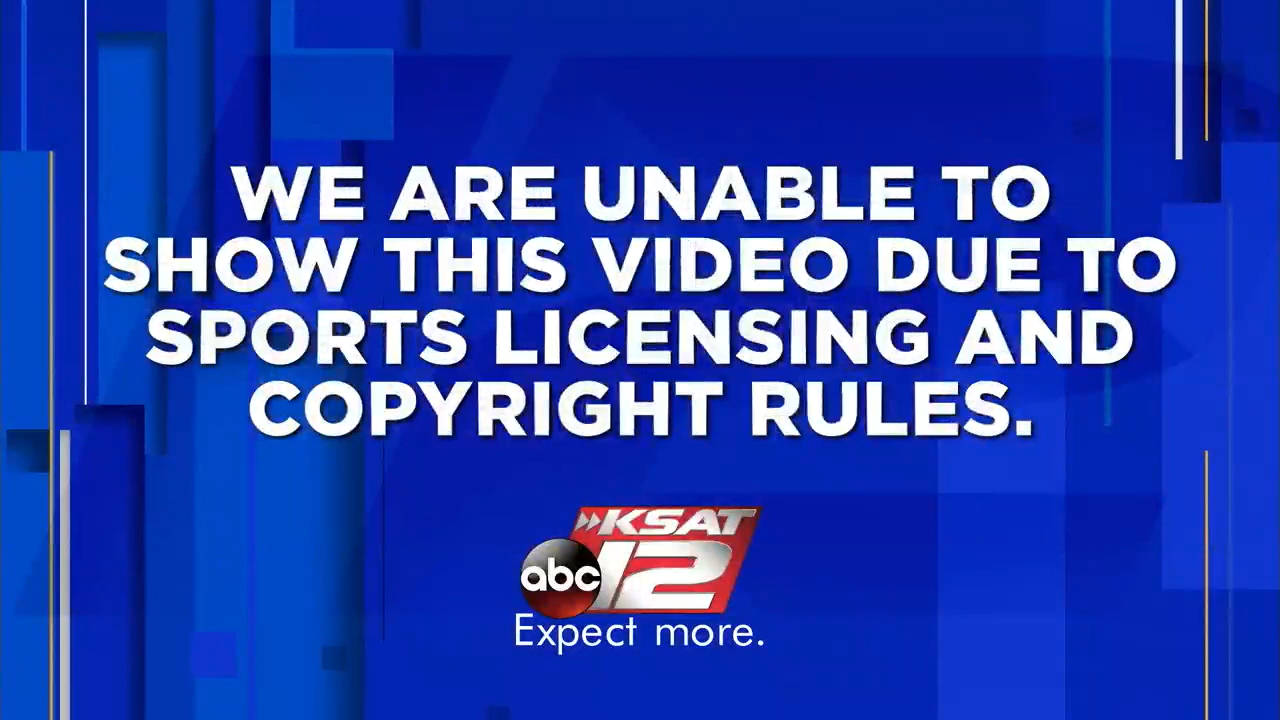 WE ARE UNABLE TO
SHOW THIS VIDEO DUE TO
SPORTS LICENSING AND
COPYRIGHT RULES.
KSAT
abc 12
Expect more.